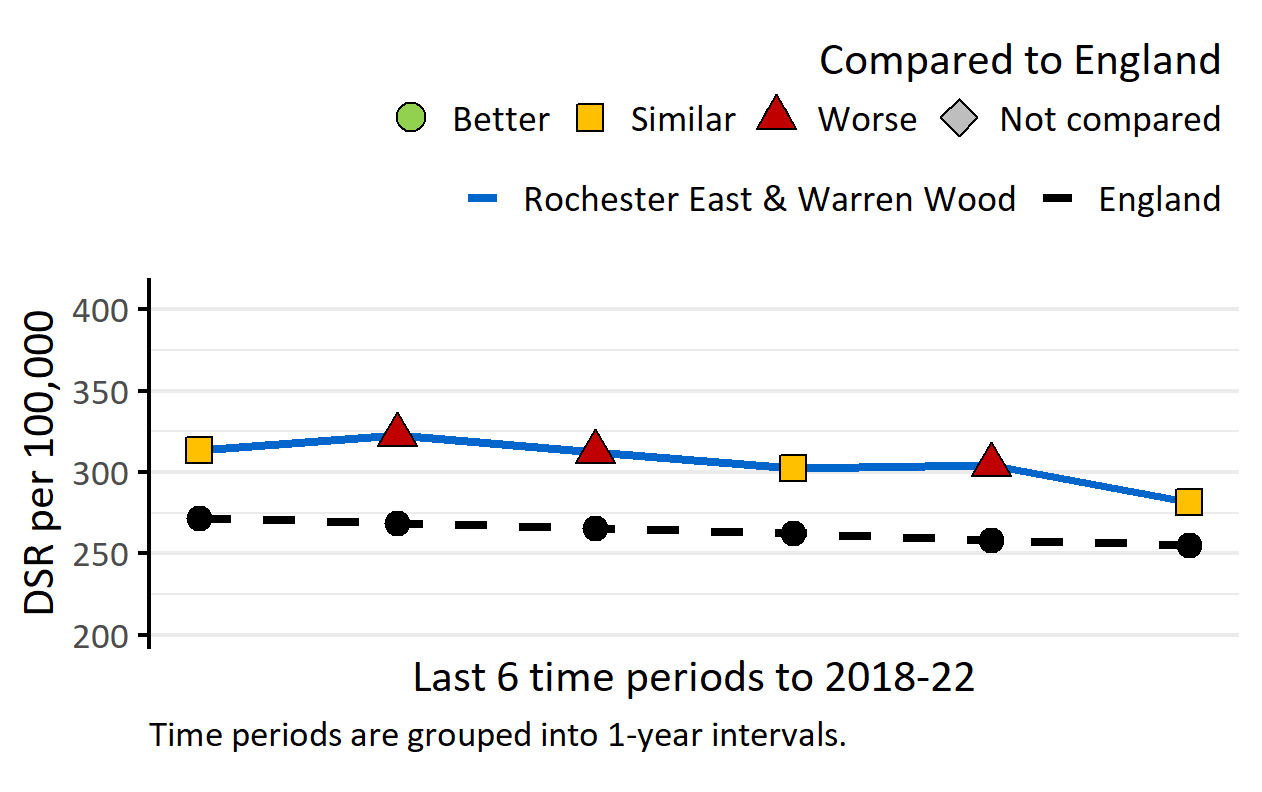 Compared to England
Better Similar Worse Not compared
Rochester East & Warren Wood England
DSR per 100,000
400
350
300
250
200
Last 6 time periods to 2018-22
Time periods are grouped into 1-year intervals.